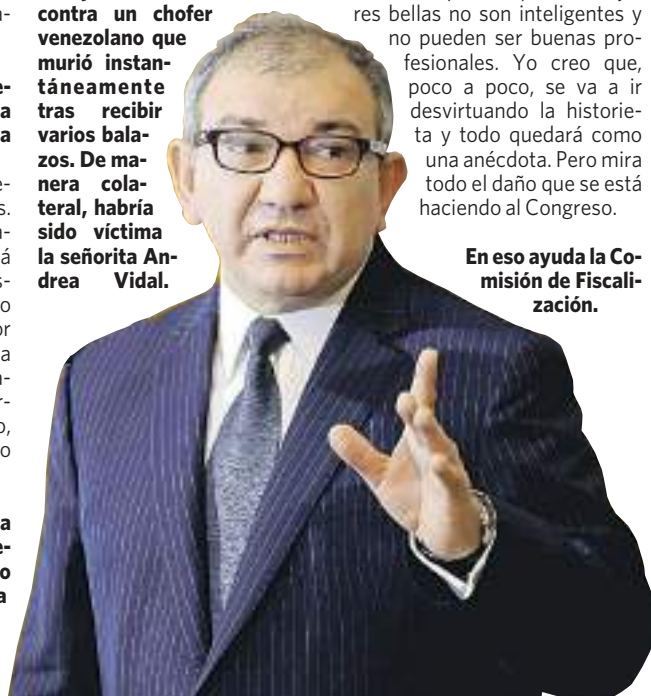 contra un chofer
venezolano que
murió instan-
táneamente
tras recibir
varios bala-
zos. De ma-
nera cola-
teral, habría
sido víctima
la señorita An-
drea Vidal.
res bellas no son inteligentes y
no pueden ser buenas pro-
fesionales. Yo creo que,
poco a poco, se va a ir
desvirtuando la historie-
ta y todo quedará como
una anécdota. Pero mira
todo el daño que se está
haciendo al Congreso.
En eso ayuda la Co-
misión de Fiscali-
zación.